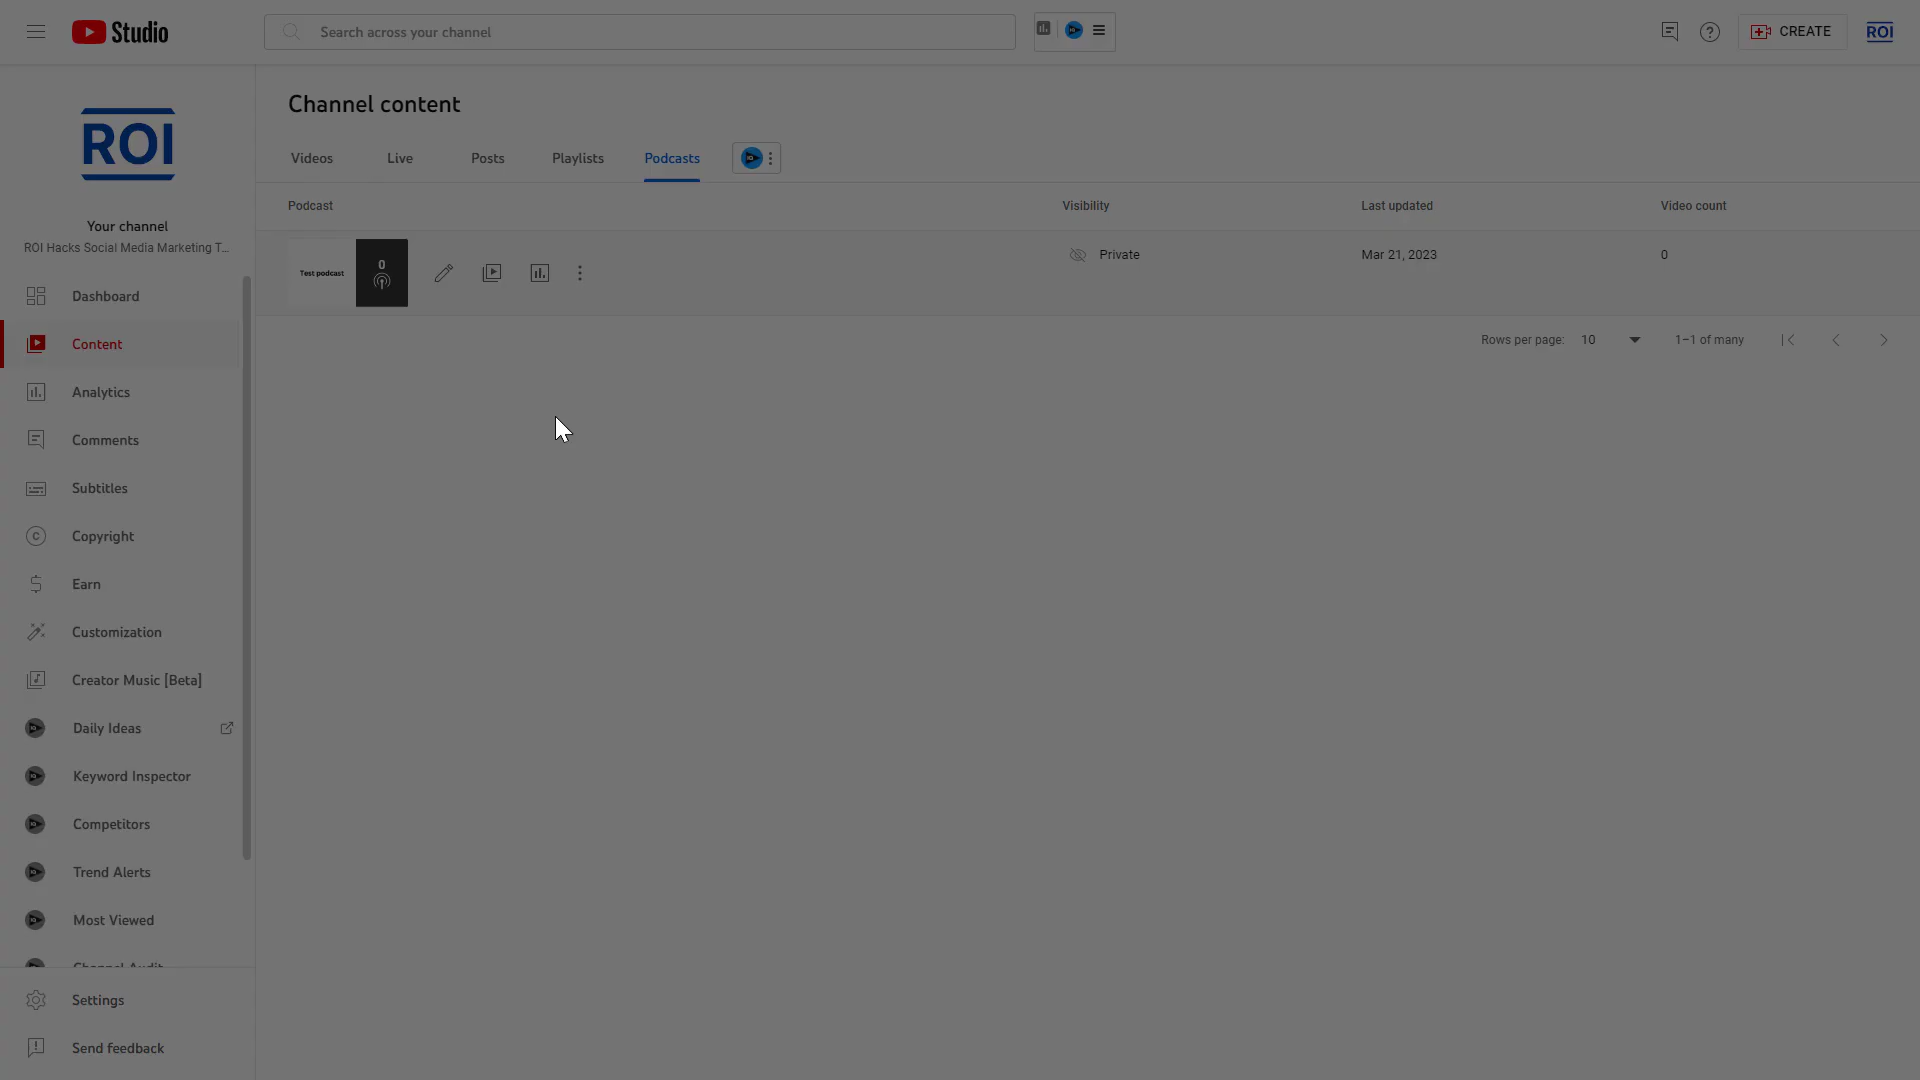 Studio
Search across your channel
CREATE
ROI
ROI
Your channel
ROI Hacks Social Media Marketing T...
Dashboard
Content
Analytics
Comments
Subtitles
Copyright
Earn
Customization
Creator Music [Beta]
Daily Ideas
Keyword Inspector
Competitors
Trend Alerts
Most Viewed
Channel Audit
Settings
Send feedback
Channel content
Videos
Live
Posts
Playlists
Podcasts
Podcast
Visibility
Last updated
Video count
Test podcast
0
Private
Mar 21, 2023
0
Rows per page:
10
1–1 of many